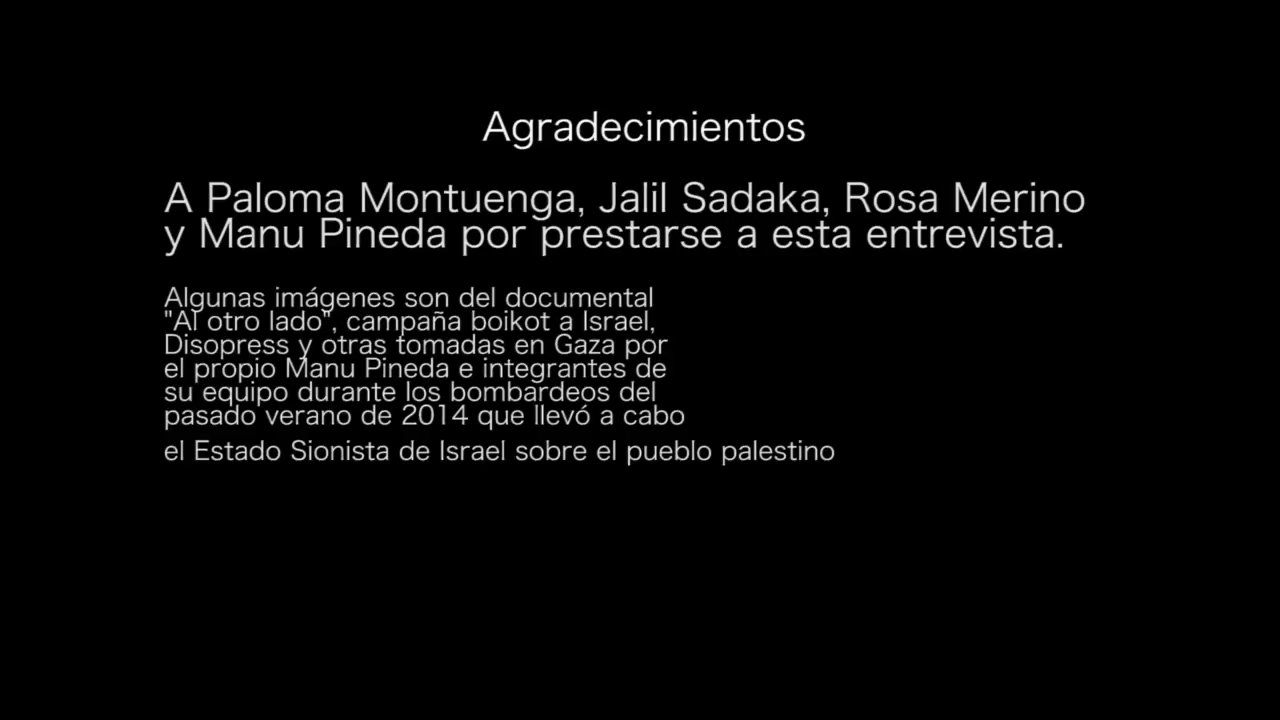 Agradecimientos
A Paloma Montuenga, Jalil Sadaka, Rosa Merino
y Manu Pineda por prestarse a esta entrevista.
Algunas imágenes son del documental
"Al otro lado", campaña boikot a Israel,
Disopress y otras tomadas en Gaza por
el propio Manu Pineda e integrantes de
su equipo durante los bombardeos del
pasado verano de 2014 que llevó a cabo
el Estado Sionista de Israel sobre el pueblo palestino